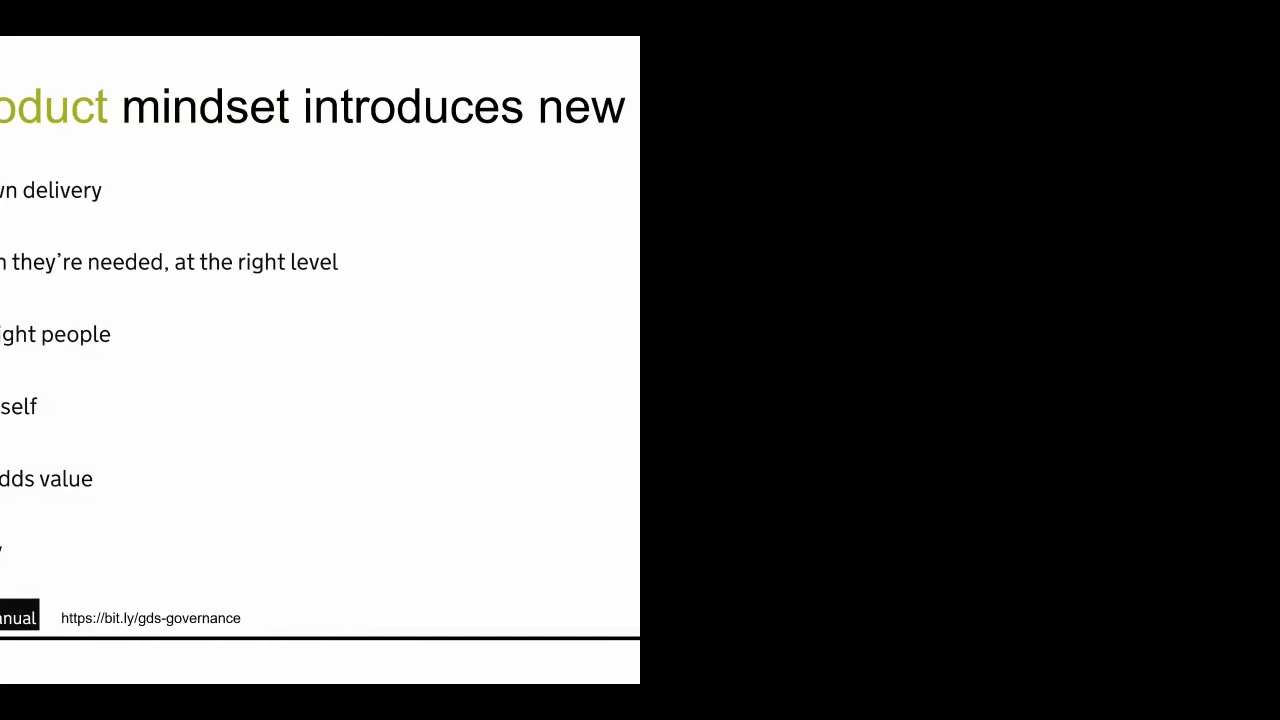 oduct mindset introduces new
wn delivery
n they’re needed, at the right level
ight people
self
dds value
y
anual
https://bit.ly/gds-governance